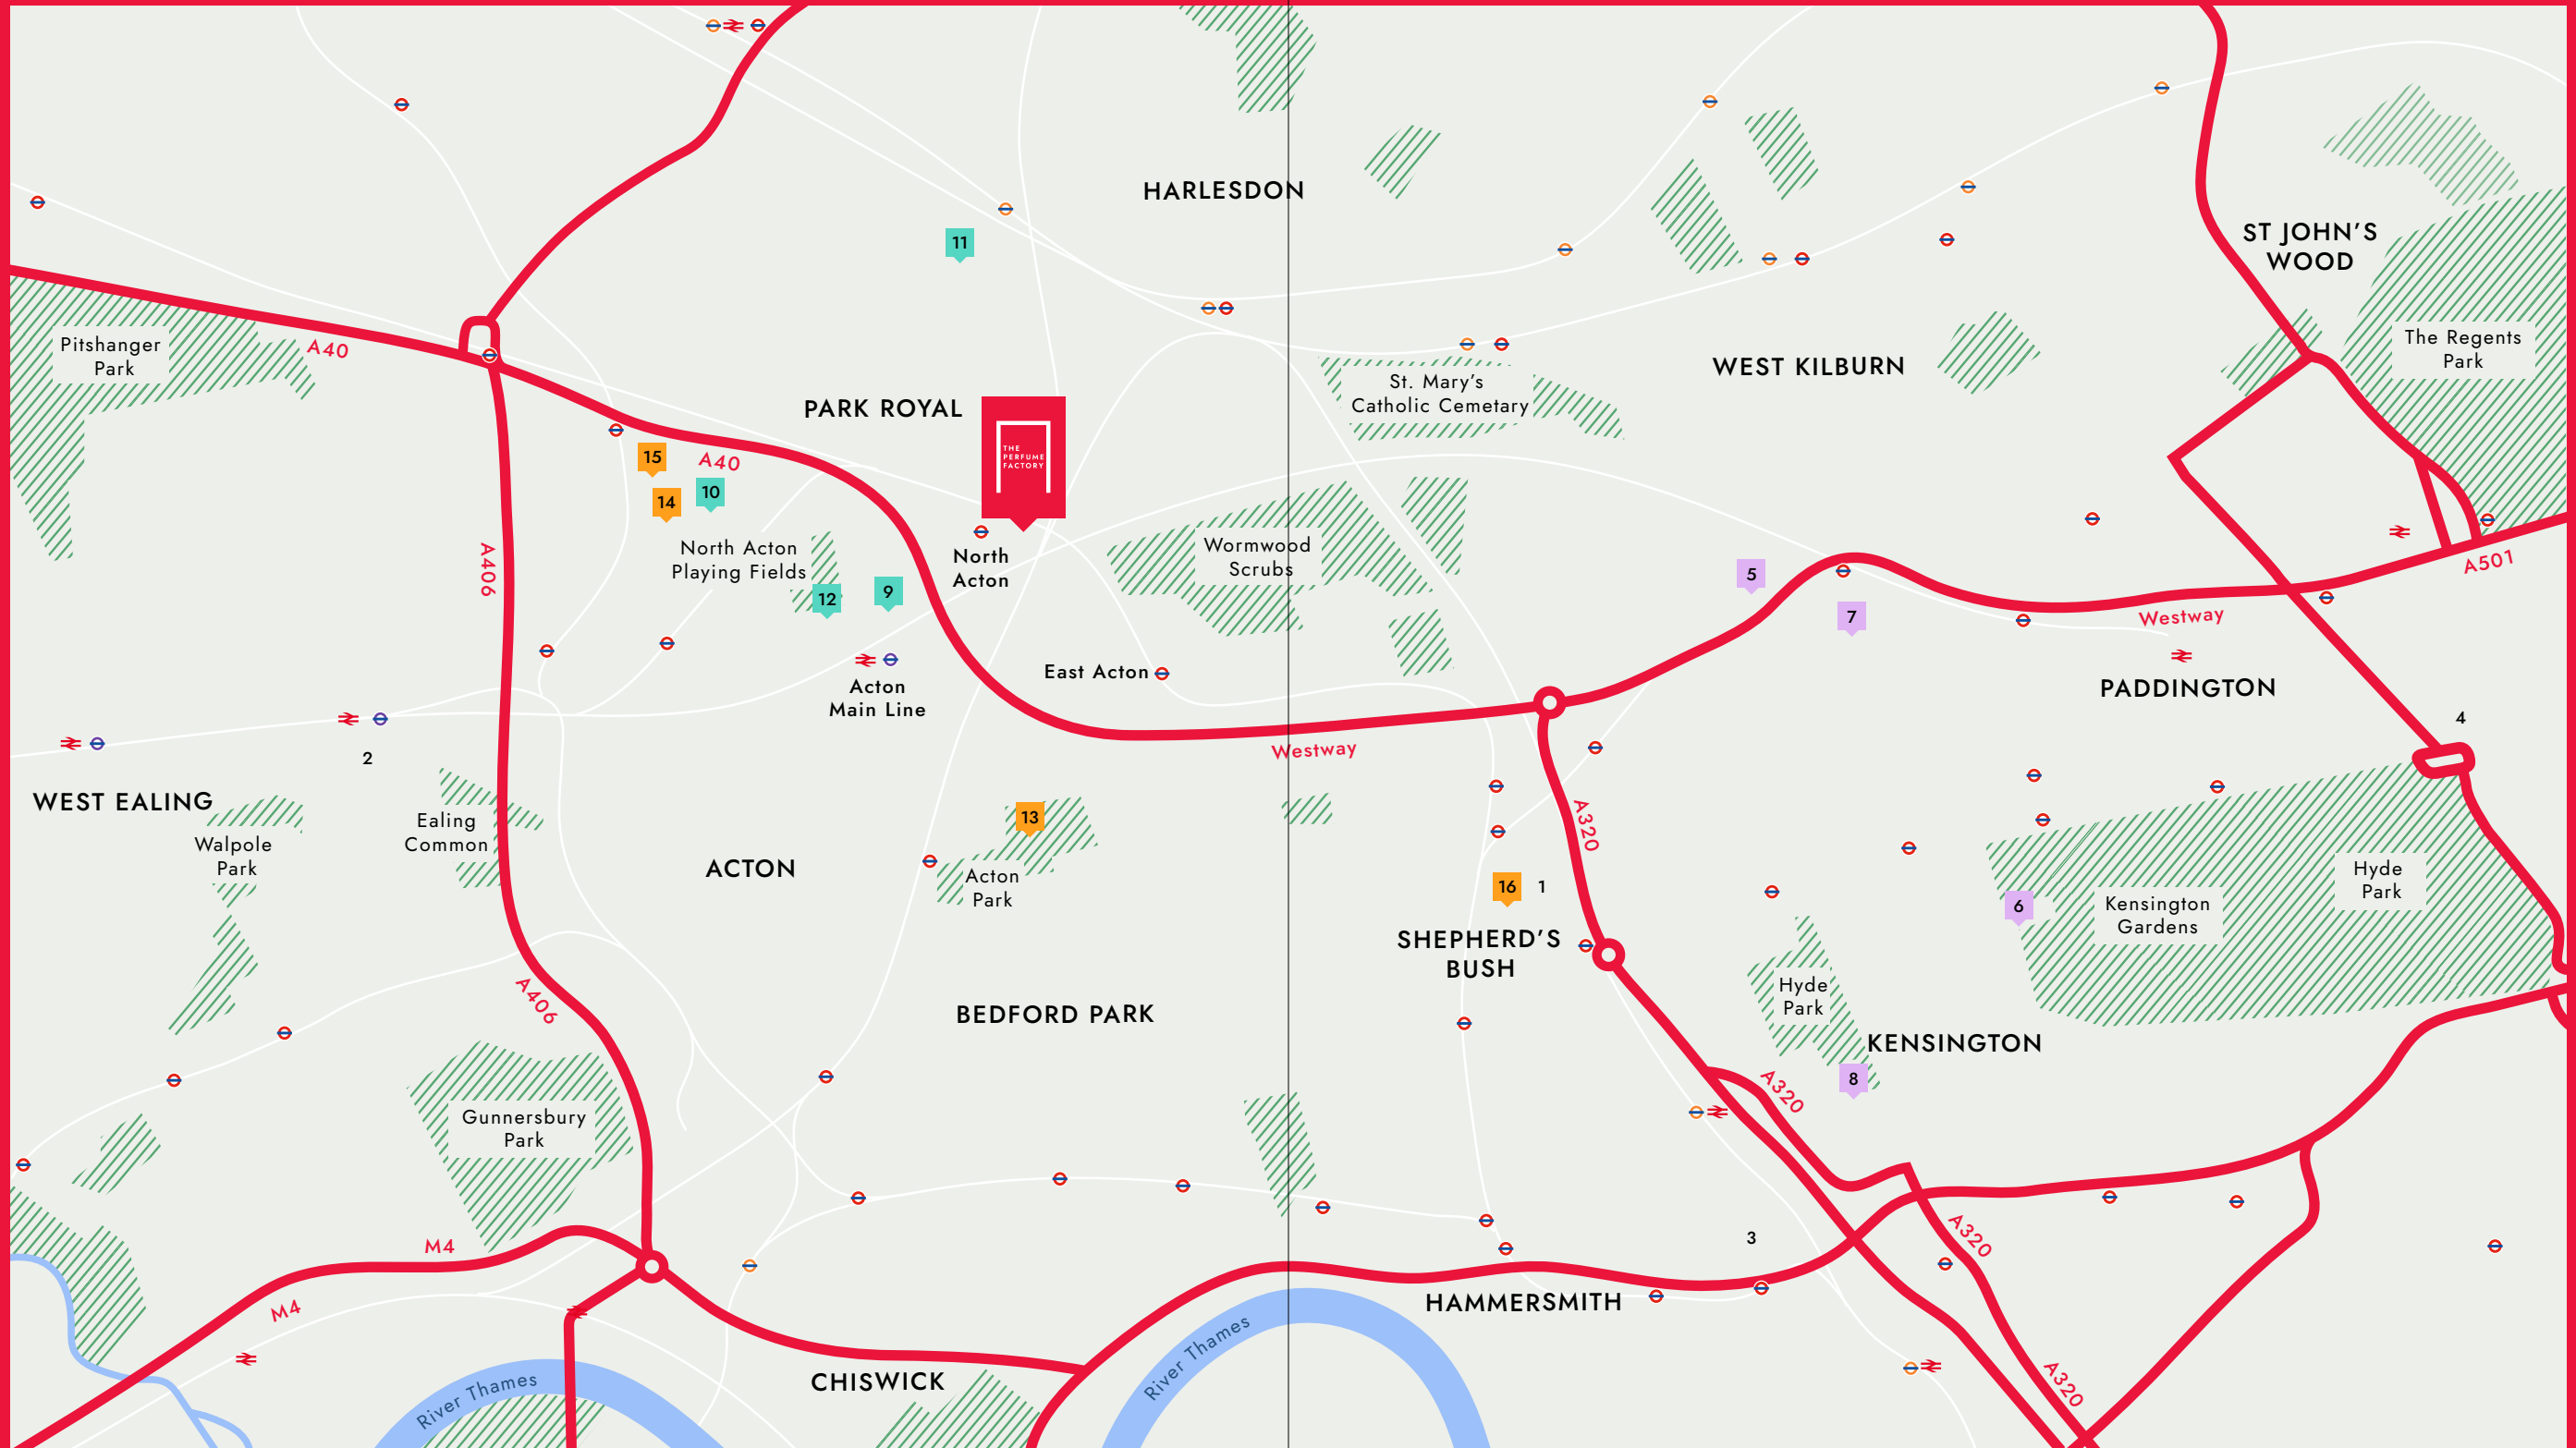 HARLESDON
11
ST JOHN'S
WOOD
Pitshanger
Park
A40
The Regents
Park
WEST KILBURN
St. Mary's
Catholic Cemetary
PARK ROYAL
THE
PERFUME
FACTORY
15
A40
14
10
North Acton
Playing Fields
North
Acton
Wormwood
Scrubs
A406
12
9
5
7
A501
Westway
East Acton
Acton
Main Line
PADDINGTON
4
Westway
2
WEST EALING
Walpole
Park
Ealing
Common
13
A320
ACTON
Acton
Park
16
1
Hyde
Park
6
Kensington
Gardens
SHEPHERD'S
BUSH
A406
BEDFORD PARK
Hyde
Park
KENSINGTON
8
A320
Gunnersbury
Park
M4
3
A320
M4
HAMMERSMITH
River Thames
River Thames
CHISWICK
A320